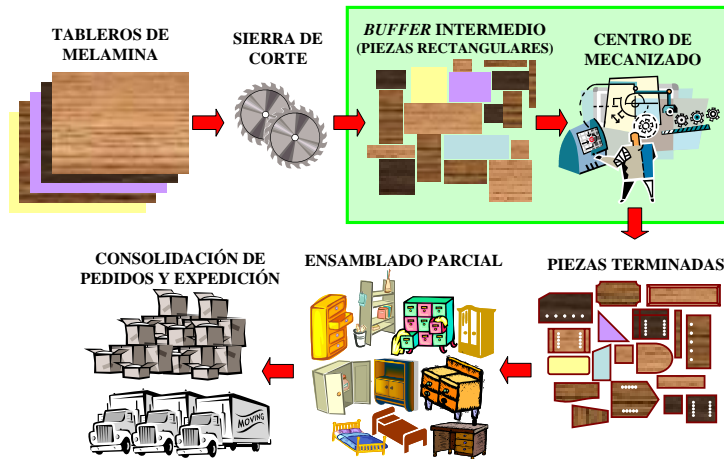 TABLEROS DE
MELAMINA
SIERRA DE
CORTE
BUFFER INTERMEDIO
(PIEZAS RECTANGULARES)
CENTRO DE
MECANIZADO
CONSOLIDACIÓN DE
PEDIDOS Y EXPEDICIÓN
ENSAMBLADO PARCIAL
PIEZAS TERMINADAS
MOVING